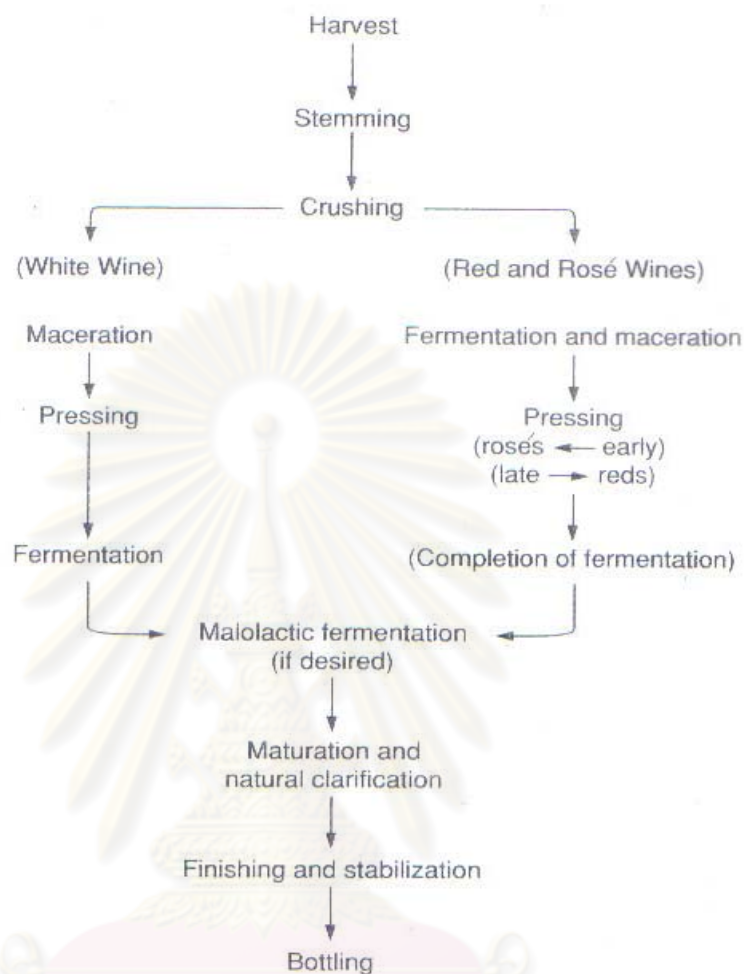 Harvest
Stemming
Crushing
(White Wine)
(Red and Rosé Wines)
Maceration
Fermentation and maceration
Pressing
Pressing
(rosés ← early)
(late → reds)
Fermentation
(Completion of fermentation)
Malolactic fermentation
(if desired)
Maturation and
natural clarification
Finishing and stabilization
Bottling